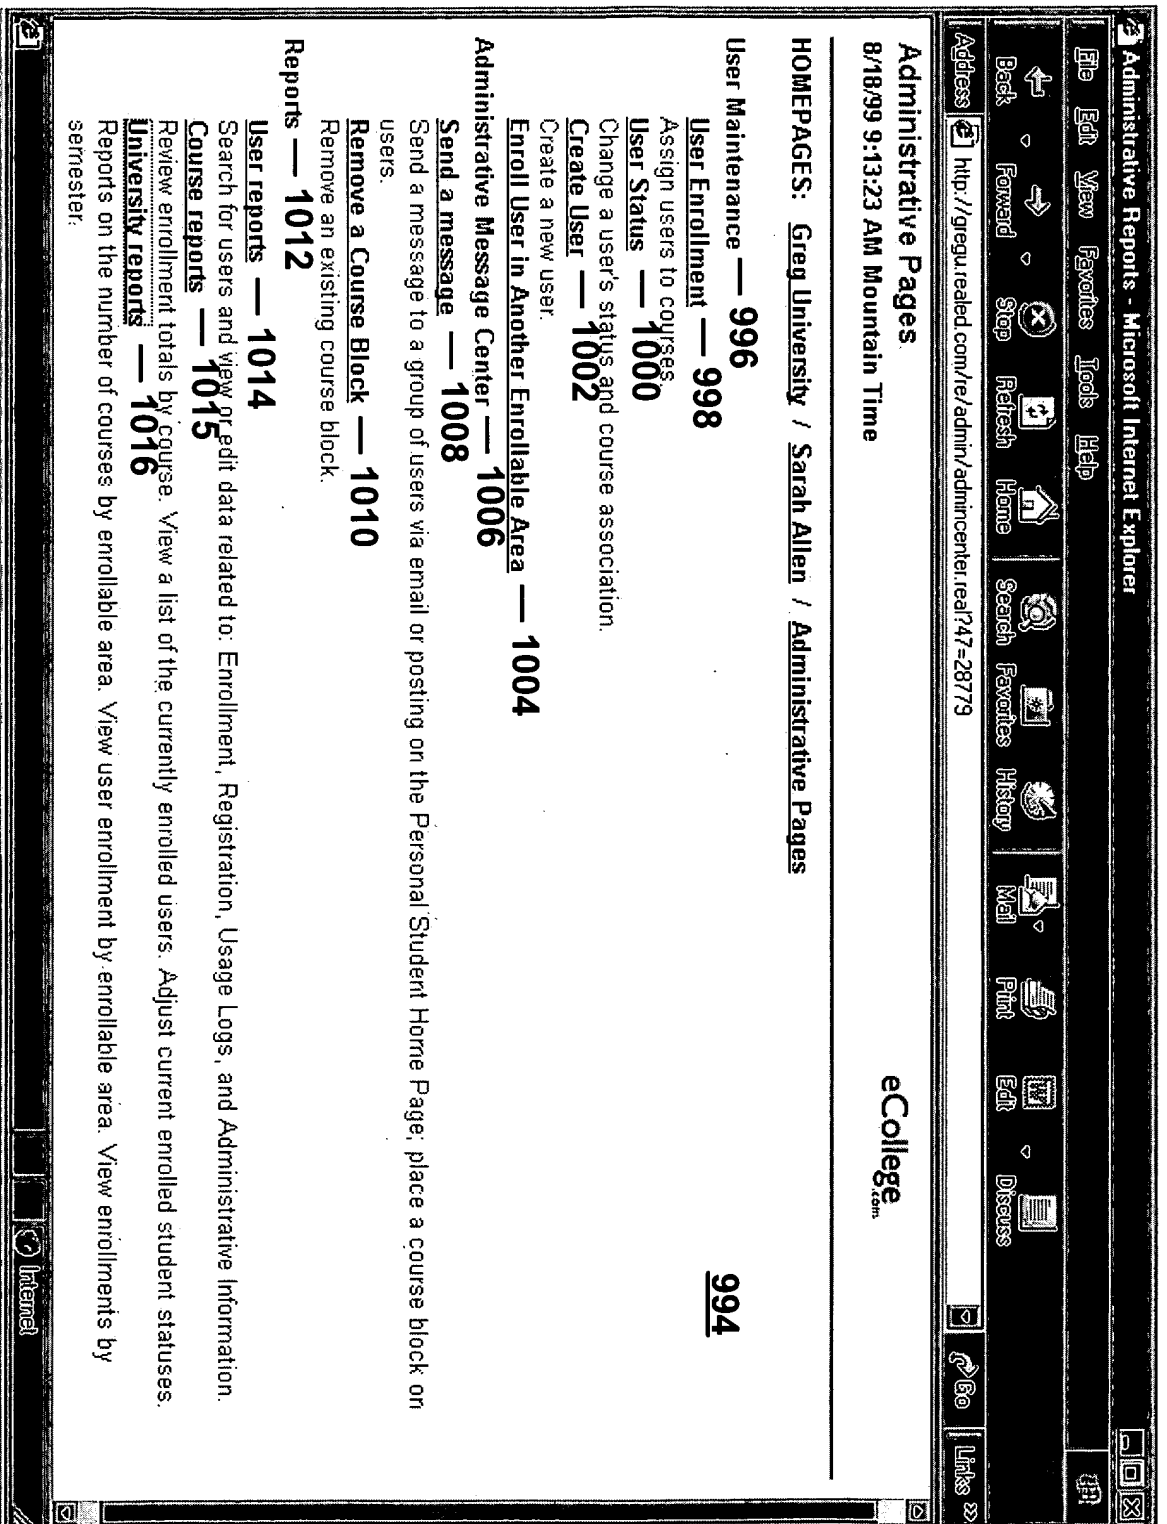 Administrative Reports - Microsoft Internet Explorer
File Edit View Favorites Tools Help
Back Forward Stop Refresh Home Search Favorites History Mail Print Edit Discuss
Address http://gregu.realed.com/re/admin/admincenter.real?47=28779 Go Links »
Administrative Pages
8/18/99 9:13:23 AM Mountain Time
eCollege.com
HOMEPAGES: Greg University / Sarah Allen / Administrative Pages
994
User Maintenance — 996
User Enrollment — 998
Assign users to courses.
User Status — 1000
Change a user's status and course association.
Create User — 1002
Create a new user.
Enroll User in Another Enrollable Area — 1004
Administrative Message Center — 1006
Send a message — 1008
Send a message to a group of users via email or posting on the Personal Student Home Page; place a course block on
users.
Remove a Course Block — 1010
Remove an existing course block.
Reports — 1012
User reports — 1014
Search for users and view or edit data related to: Enrollment, Registration, Usage Logs, and Administrative Information.
Course reports — 1015
Review enrollment totals by course. View a list of the currently enrolled users. Adjust current enrolled student statuses.
University reports — 1016
Reports on the number of courses by enrollable area. View user enrollment by enrollable area. View enrollments by
semester.
Internet